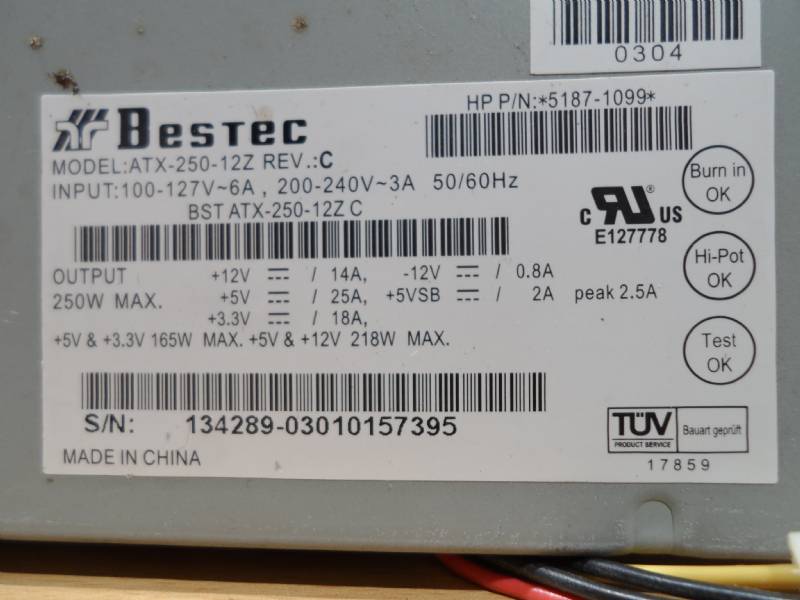 0304
BESTEC
HP P/N:*5187-1099*
MODEL:ATX-250-12Z REV.:C
INPUT:100-127V~6A , 200-240V~3A 50/60Hz
BST ATX-250-12Z C
Burn in
OK
C RU US
E127778
Hi-Pot
OK
OUTPUT +12V / 14A, -12V / 0.8A
250W MAX. +5V / 25A, +5VSB / 2A peak 2.5A
+3.3V / 18A,
+5V & +3.3V 165W MAX. +5V & +12V 218W MAX.
Test
OK
S/N: 134289-03010157395
TÜV
PRODUCT SERVICE
Bauart geprüft
MADE IN CHINA
17859